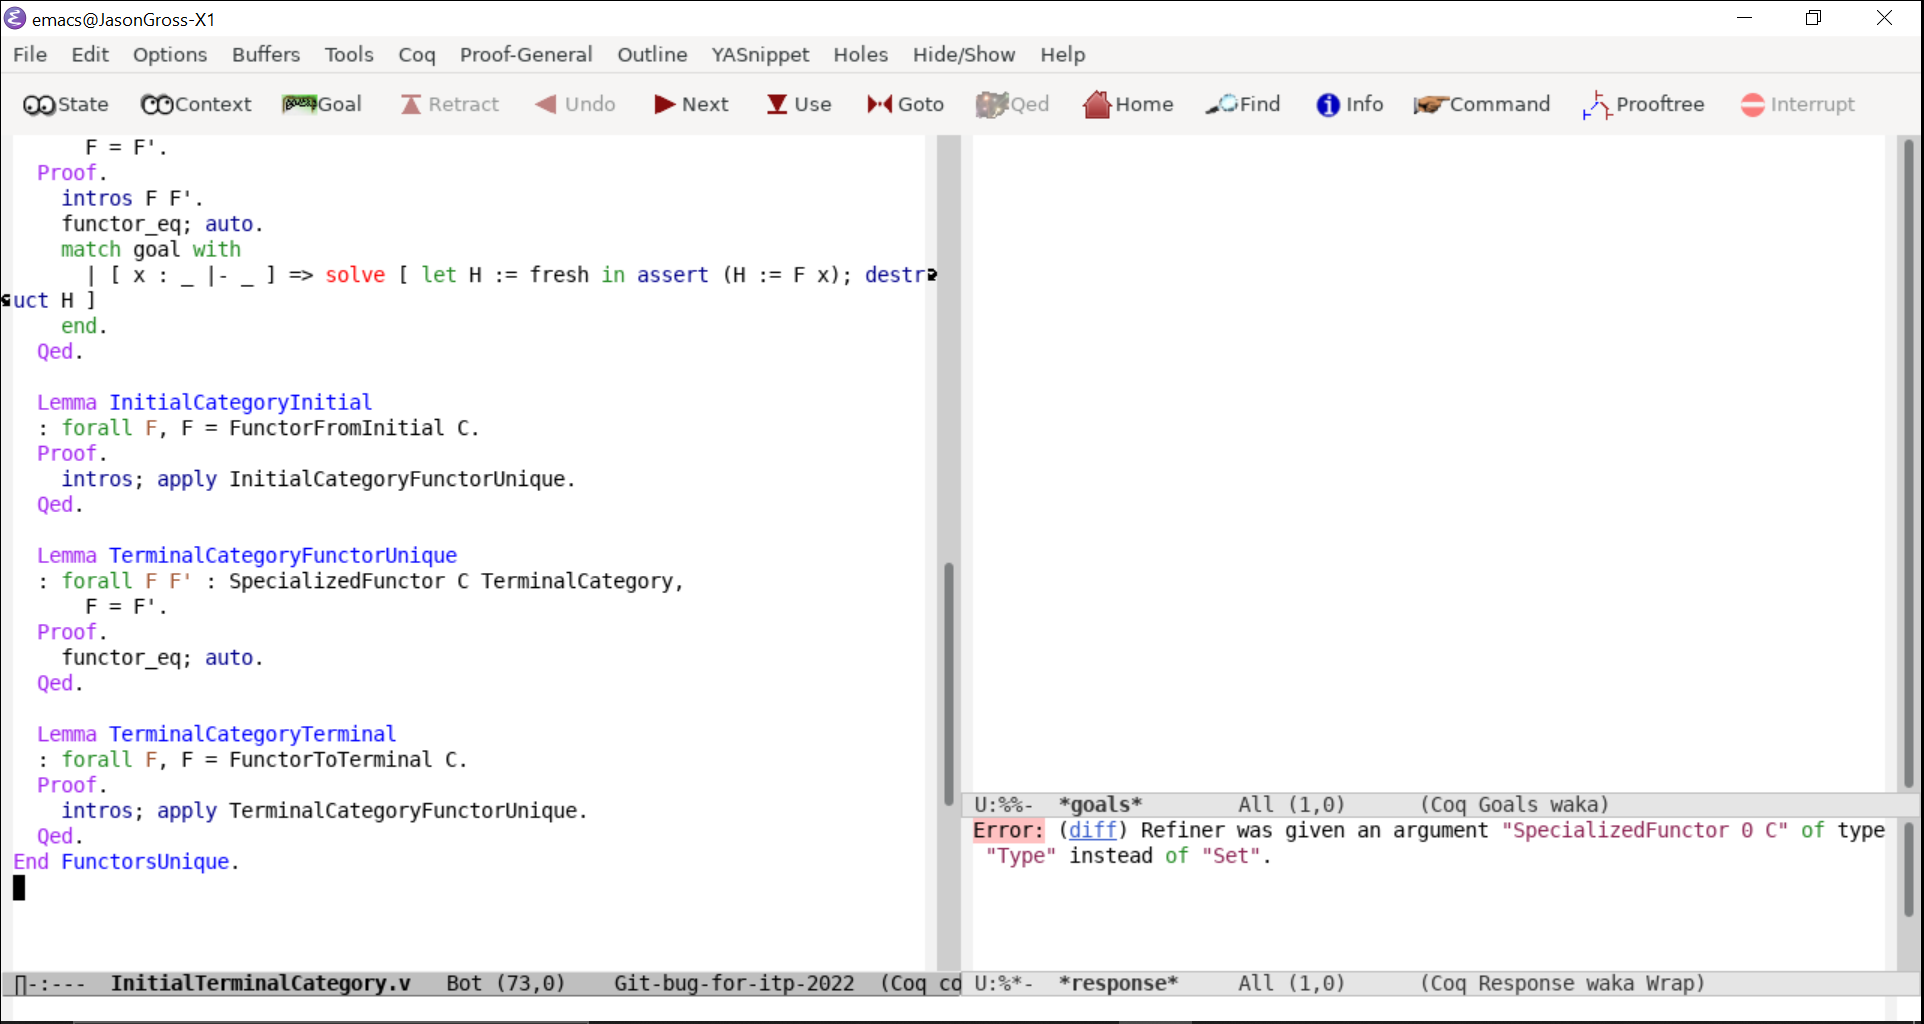 emacs@JasonGross-X1
File Edit Options Buffers Tools Coq Proof-General Outline YASnippet Holes Hide/Show Help
State Context Goal Retract Undo Next Use Goto Qed Home Find Info Command Prooftree Interrupt
F = F'.
Proof.
intros F F'.
functor_eq; auto.
match goal with
| [ x : _ |- _ ] => solve [ let H := fresh in assert (H := F x); destr
uct H ]
end.
Qed.
Lemma InitialCategoryInitial
: forall F, F = FunctorFromInitial C.
Proof.
intros; apply InitialCategoryFunctorUnique.
Qed.
Lemma TerminalCategoryFunctorUnique
: forall F F' : SpecializedFunctor C TerminalCategory,
F = F'.
Proof.
functor_eq; auto.
Qed.
Lemma TerminalCategoryTerminal
: forall F, F = FunctorToTerminal C.
Proof.
intros; apply TerminalCategoryFunctorUnique.
Qed.
End FunctorsUnique.
-:--- InitialTerminalCategory.v Bot (73,0) Git-bug-for-itp-2022 (Coq co
U:%%- *goals* All (1,0) (Coq Goals waka)
Error: (diff) Refiner was given an argument "SpecializedFunctor 0 C" of type
"Type" instead of "Set".
U:%*- *response* All (1,0) (Coq Response waka Wrap)